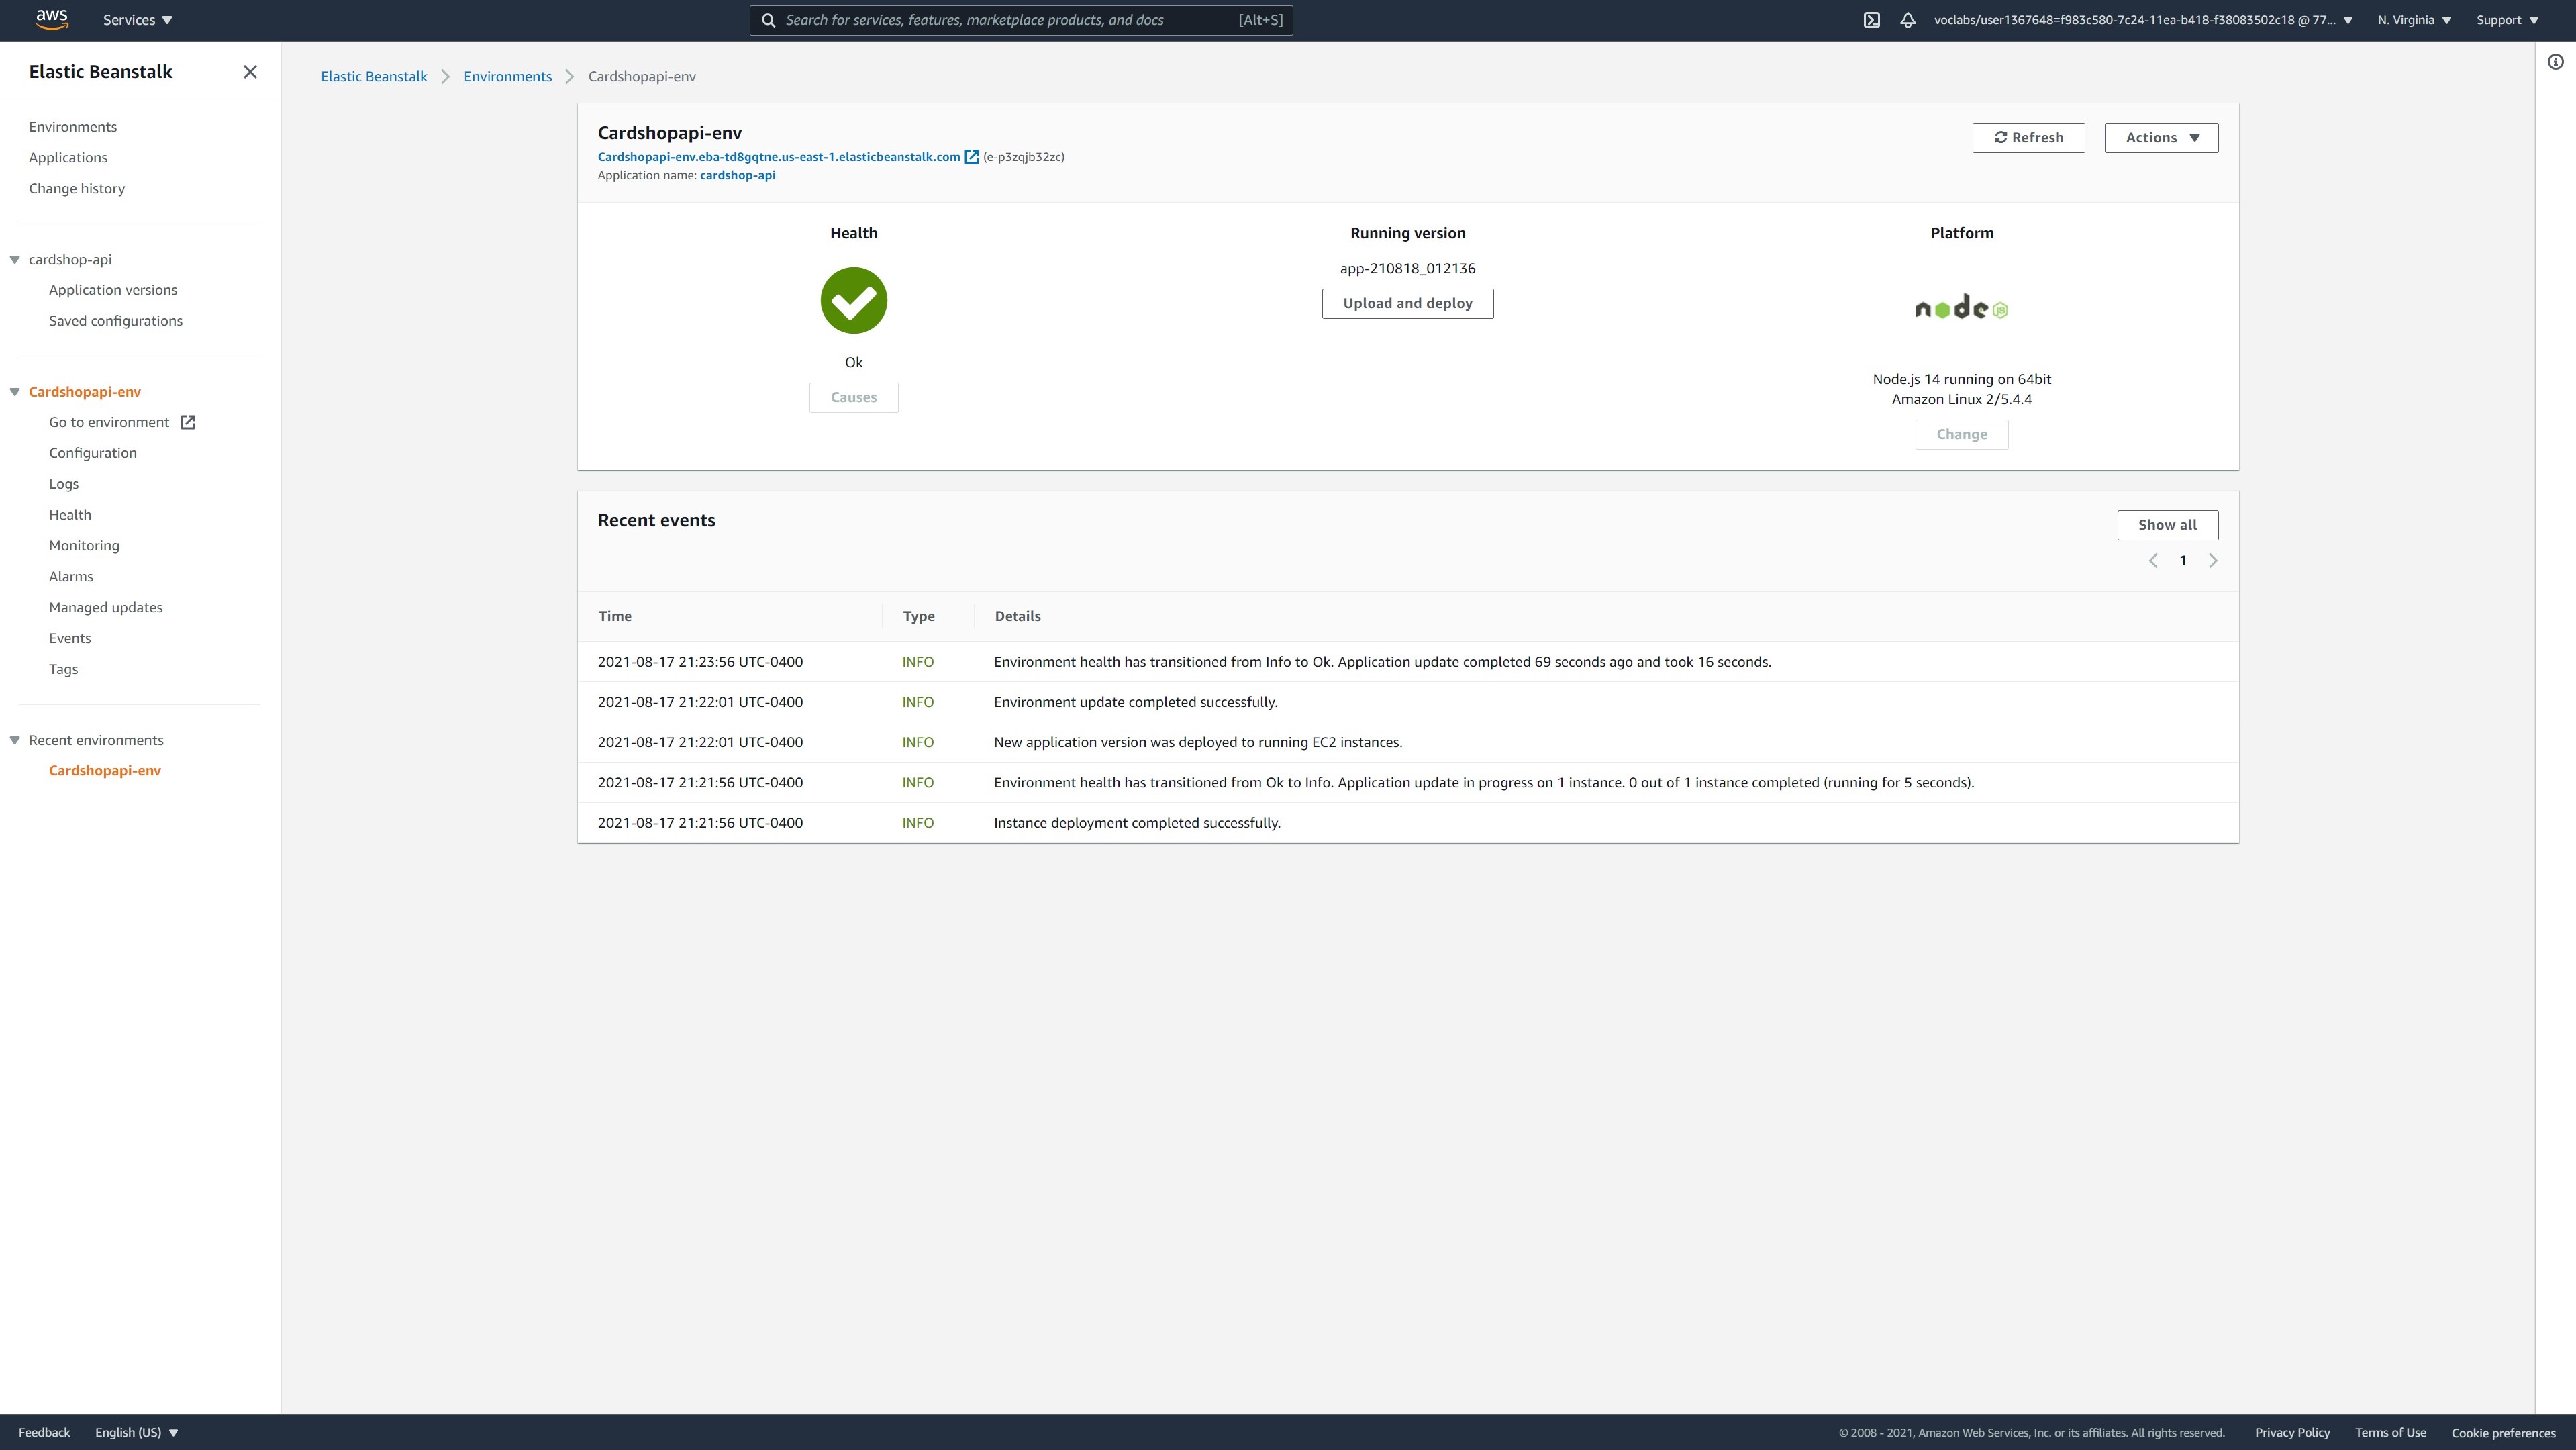 aws
Services
Search for services, features, marketplace products, and docs
[Alt+S]
voclabs/user1367648=f983c580-7c24-11ea-b418-f38083502c18 @ 77...
N. Virginia
Support
Elastic Beanstalk
Environments
Applications
Change history
cardshop-api
Application versions
Saved configurations
Cardshopapi-env
Go to environment
Configuration
Logs
Health
Monitoring
Alarms
Managed updates
Events
Tags
Recent environments
Cardshopapi-env
Elastic Beanstalk
Environments
Cardshopapi-env
Cardshopapi-env
Cardshopapi-env.eba-td8gqtne.us-east-1.elasticbeanstalk.com (e-p3zqjb32zc)
Application name: cardshop-api
Refresh
Actions
Health
Ok
Causes
Running version
app-210818_012136
Upload and deploy
Platform
node JS
Node.js 14 running on 64bit
Amazon Linux 2/5.4.4
Change
Recent events
Show all
1
Time Type Details
2021-08-17 21:23:56 UTC-0400 INFO Environment health has transitioned from Info to Ok. Application update completed 69 seconds ago and took 16 seconds.
2021-08-17 21:22:01 UTC-0400 INFO Environment update completed successfully.
2021-08-17 21:22:01 UTC-0400 INFO New application version was deployed to running EC2 instances.
2021-08-17 21:21:56 UTC-0400 INFO Environment health has transitioned from Ok to Info. Application update in progress on 1 instance. 0 out of 1 instance completed (running for 5 seconds).
2021-08-17 21:21:56 UTC-0400 INFO Instance deployment completed successfully.
Feedback
English (US)
© 2008 - 2021, Amazon Web Services, Inc. or its affiliates. All rights reserved.
Privacy Policy
Terms of Use
Cookie preferences